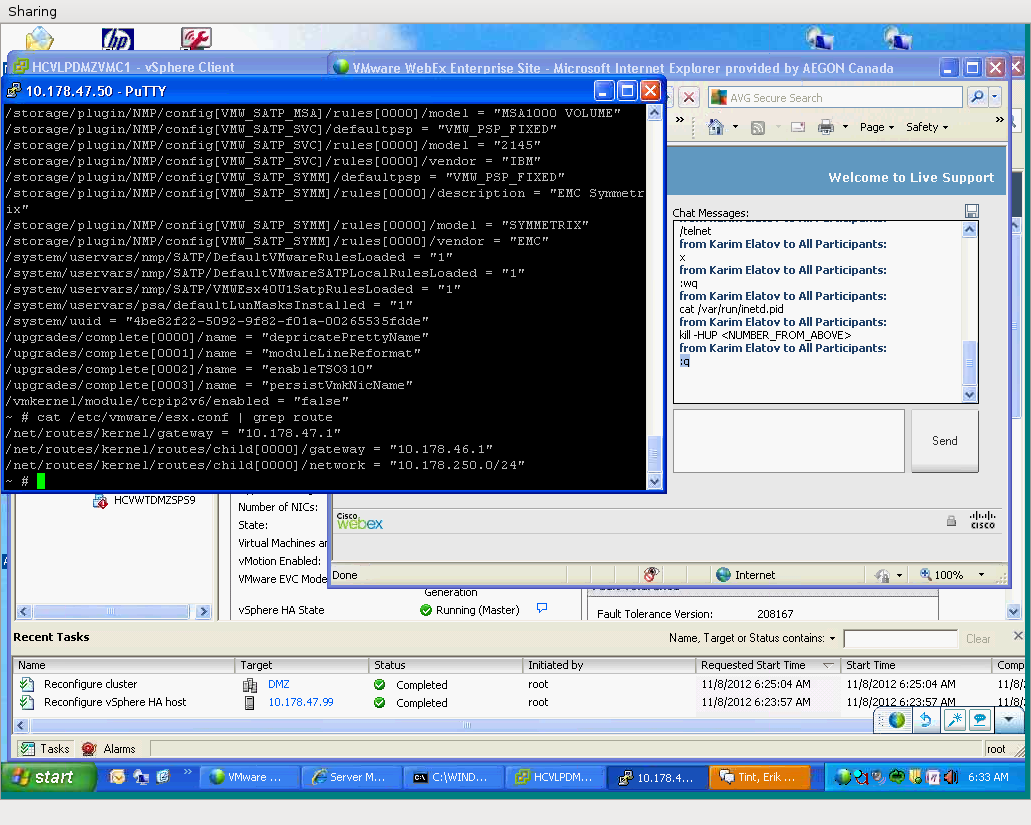 Sharing
HCVLPDMZVMC1 - vSphere Client
VMware WebEx Enterprise Site - Microsoft Internet Explorer provided by AEGON Canada
10.178.47.50 - PuTTY
AVG Secure Search
Page
Safety
/storage/plugin/NMP/config[VMW_SATP_MSA]/rules[0000]/model = "MSA1000 VOLUME"
/storage/plugin/NMP/config[VMW_SATP_SVC]/defaultpsp = "VMW_PSP_FIXED"
/storage/plugin/NMP/config[VMW_SATP_SVC]/rules[0000]/model = "2145"
/storage/plugin/NMP/config[VMW_SATP_SVC]/rules[0000]/vendor = "IBM"
/storage/plugin/NMP/config[VMW_SATP_SYMM]/defaultpsp = "VMW_PSP_FIXED"
/storage/plugin/NMP/config[VMW_SATP_SYMM]/rules[0000]/description = "EMC Symmetr
ix"
/storage/plugin/NMP/config[VMW_SATP_SYMM]/rules[0000]/model = "SYMMETRIX"
/storage/plugin/NMP/config[VMW_SATP_SYMM]/rules[0000]/vendor = "EMC"
/system/uservars/nmp/SATP/DefaultVMwareRulesLoaded = "1"
/system/uservars/nmp/SATP/DefaultVMwareSATPLocalRulesLoaded = "1"
/system/uservars/nmp/SATP/VMWEsx40U1SatpRulesLoaded = "1"
/system/uservars/psa/defaultLunMasksInstalled = "1"
/system/uuid = "4be82f22-5092-9f82-f01a-00265535fdde"
/upgrades/complete[0000]/name = "depricatePrettyName"
/upgrades/complete[0001]/name = "moduleLineReformat"
/upgrades/complete[0002]/name = "enableTSO310"
/upgrades/complete[0003]/name = "persistVmkNicName"
/vmkernel/module/tcpip2v6/enabled = "false"
~ # cat /etc/vmware/esx.conf | grep route
/net/routes/kernel/gateway = "10.178.47.1"
/net/routes/kernel/routes/child[0000]/gateway = "10.178.46.1"
/net/routes/kernel/routes/child[0000]/network = "10.178.250.0/24"
~ #
Welcome to Live Support
Chat Messages:
from Karim Elatov to All Participants:
/telnet
from Karim Elatov to All Participants:
x
from Karim Elatov to All Participants:
:wq
from Karim Elatov to All Participants:
cat /var/run/inetd.pid
from Karim Elatov to All Participants:
kill -HUP <NUMBER_FROM_ABOVE>
from Karim Elatov to All Participants:
:q
Send
Cisco
webex
cisco
Done
Internet
100%
HCVWTDMZSPS9
Number of NICs:
State:
Virtual Machines ar
vMotion Enabled:
VMware EVC Mode
Generation
vSphere HA State
Running (Master)
Fault Tolerance Version:
208167
Recent Tasks
Name, Target or Status contains:
Clear
Name Target Status Initiated by Requested Start Time Start Time Comp
Reconfigure cluster DMZ Completed root 11/8/2012 6:25:04 AM 11/8/2012 6:25:04 AM 11/8/
Reconfigure vSphere HA host 10.178.47.99 Completed root 11/8/2012 6:23:57 AM 11/8/2012 6:23:57 AM
Tasks
Alarms
root
start
VMware ...
Server M...
C:\WIND...
HCVLPDM...
10.178.4...
Tint, Erik ...
6:33 AM